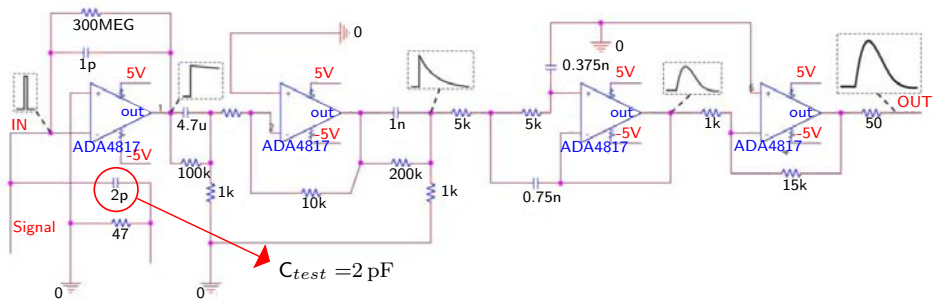 300MEG
1p
5V
out
1
IN
-5V
ADA4817
2p
Signal
47
0
4.7u
100k
1k
0
C_test = 2 pF
0
5V
out
2
-5V
ADA4817
10k
1n
200k
1k
5k
5k
0.375n
0
5V
out
-5V
ADA4817
0.75n
1k
5V
out
-5V
ADA4817
15k
50
OUT